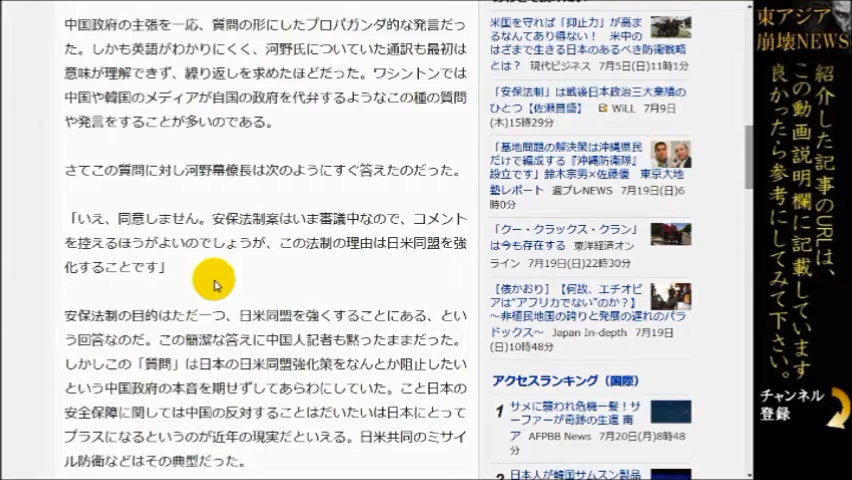 中国政府の主張を一応、質問の形にしたプロパガンダ的な発言だっ
た。しかも英語がわかりにくく、河野氏についていた通訳も最初は
意味が理解できず、繰り返しを求めたほどだった。ワシントンでは
中国や韓国のメディアが自国の政府を代弁するようなこの種の質問
や発言をすることが多いのである。
さてこの質問に対し河野幕僚長は次のようにすぐ答えたのだった。
「いえ、同意しません。安保法制案はいま審議中なので、コメント
を控えるほうがよいのでしょうが、この法制の理由は日米同盟を強
化することです」
安保法制の目的はただ一つ、日米同盟を強くすることにある、とい
う回答なのだ。この簡潔な答えに中国人記者も黙ったままだった。
しかしこの「質問」は日本の日米同盟強化策をなんとか阻止したい
という中国政府の本音を期せずしてあらわにしていた。こと日本の
安全保障に関しては中国の反対することはだいたいは日本にとって
プラスになるというのが近年の現実だといえる。日米共同のミサイ
ル防衛などはその典型だった。
米国を守れば「抑止力」が高ま
るなんてあり得ない! 米中の
はざまで生きる日本のあるべき防衛戦略
とは? 現代ビジネス 7月5日(日)11時1分
「安保法制」は戦後日本政治三大業績の
ひとつ【佐瀬昌盛】 WiLL 7月9日
(木)15時29分
「基地問題の解決策は沖縄県民
だけで編成する『沖縄防衛隊』
設立です」鈴木宗男×佐藤優 東京大地
塾レポート 週プレNEWS 7月19日(日)6
時0分
「クー・クラックス・クラン」
は今も存在する 東洋経済オン
ライン 7月19日(日)22時30分
[俵かおり]【何故、エチオピ
アは“アフリカでない”のか?】
~非植民地国の誇りと発展の遅れのパラ
ドックス~ Japan In-depth 7月19日
(日)10時48分
アクセスランキング(国際)
1 サメに襲われ危機一髪!サ
ーファーが奇跡の生還 南
ア AFPBB News 7月20日(月)8時48
分
2 日本人が韓国サムスン製品
東アジア
崩壊NEWS
紹介した記事のURLは、
この動画説明欄に記載しています
良かったら参考にしてみて下さい。
チャンネル
登録